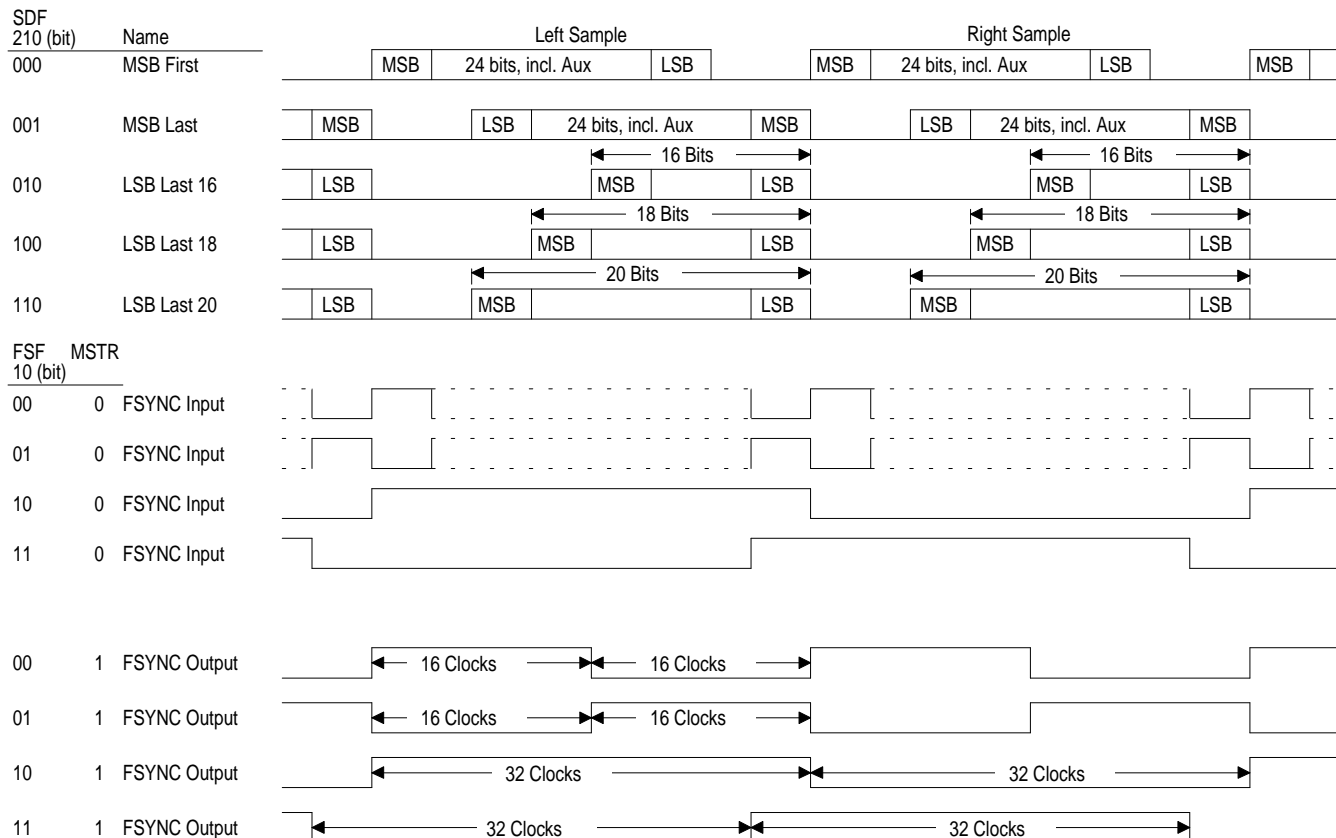 SDF
210 (bit) Name
Left Sample Right Sample
000 MSB First MSB 24 bits, incl. Aux LSB MSB 24 bits, incl. Aux LSB MSB
001 MSB Last MSB LSB 24 bits, incl. Aux MSB LSB 24 bits, incl. Aux MSB
16 Bits 16 Bits
010 LSB Last 16 LSB MSB LSB MSB LSB
18 Bits 18 Bits
100 LSB Last 18 LSB MSB LSB MSB LSB
20 Bits 20 Bits
110 LSB Last 20 LSB MSB LSB MSB LSB
FSF MSTR
10 (bit)
00 0 FSYNC Input
01 0 FSYNC Input
10 0 FSYNC Input
11 0 FSYNC Input
00 1 FSYNC Output 16 Clocks 16 Clocks
01 1 FSYNC Output 16 Clocks 16 Clocks
10 1 FSYNC Output 32 Clocks 32 Clocks
11 1 FSYNC Output 32 Clocks 32 Clocks